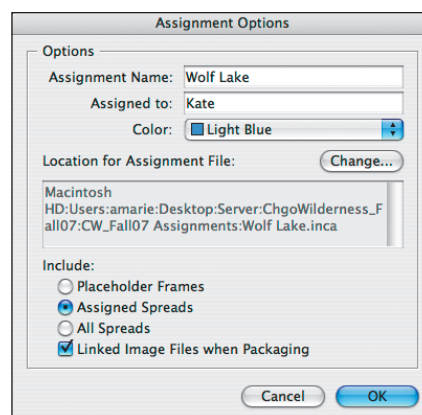 Assignment Options
Options
Assignment Name: Wolf Lake
Assigned to: Kate
Color: Light Blue
Location for Assignment File: Change...
Macintosh
HD:Users:amarie:Desktop:Server:ChgoWilderness_F
all07:CW_Fall07 Assignments:Wolf Lake.inca
Include:
Placeholder Frames
Assigned Spreads
All Spreads
Linked Image Files when Packaging
Cancel OK